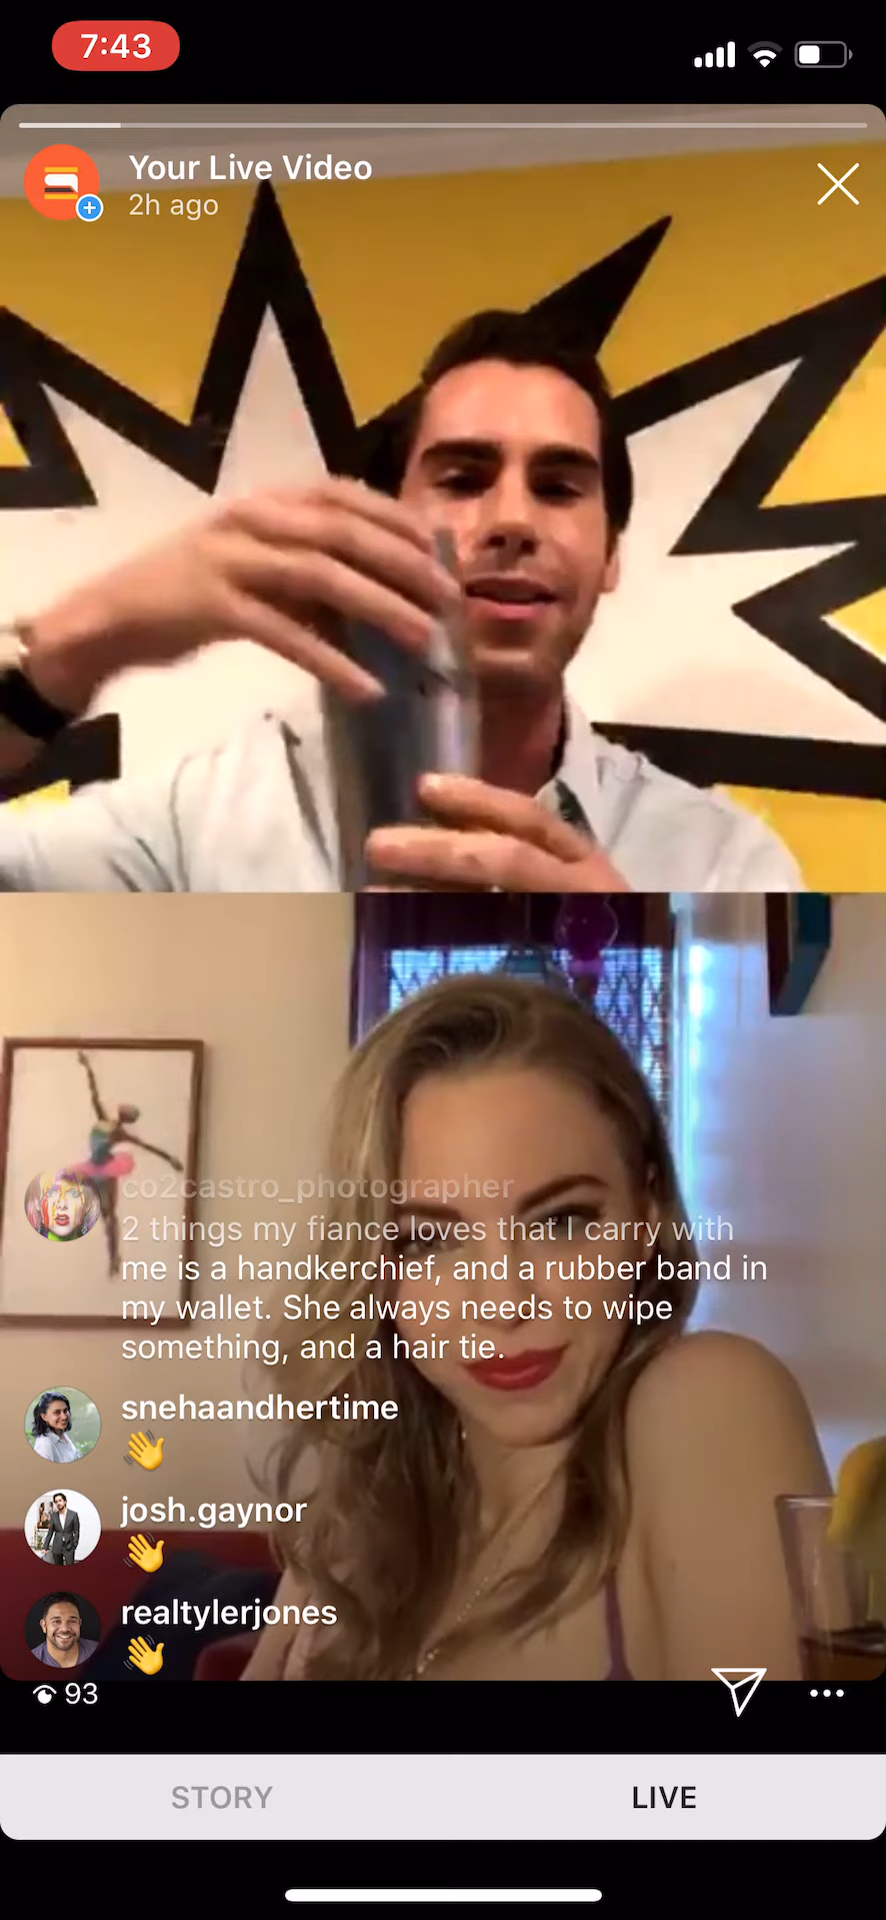 7:43
Your Live Video
2h ago
co2castro_photographer
2 things my fiance loves that I carry with
me is a handkerchief, and a rubber band in
my wallet. She always needs to wipe
something, and a hair tie.
snehaandhertime
👋
josh.gaynor
👋
realtylerjones
👋
93
STORY
LIVE